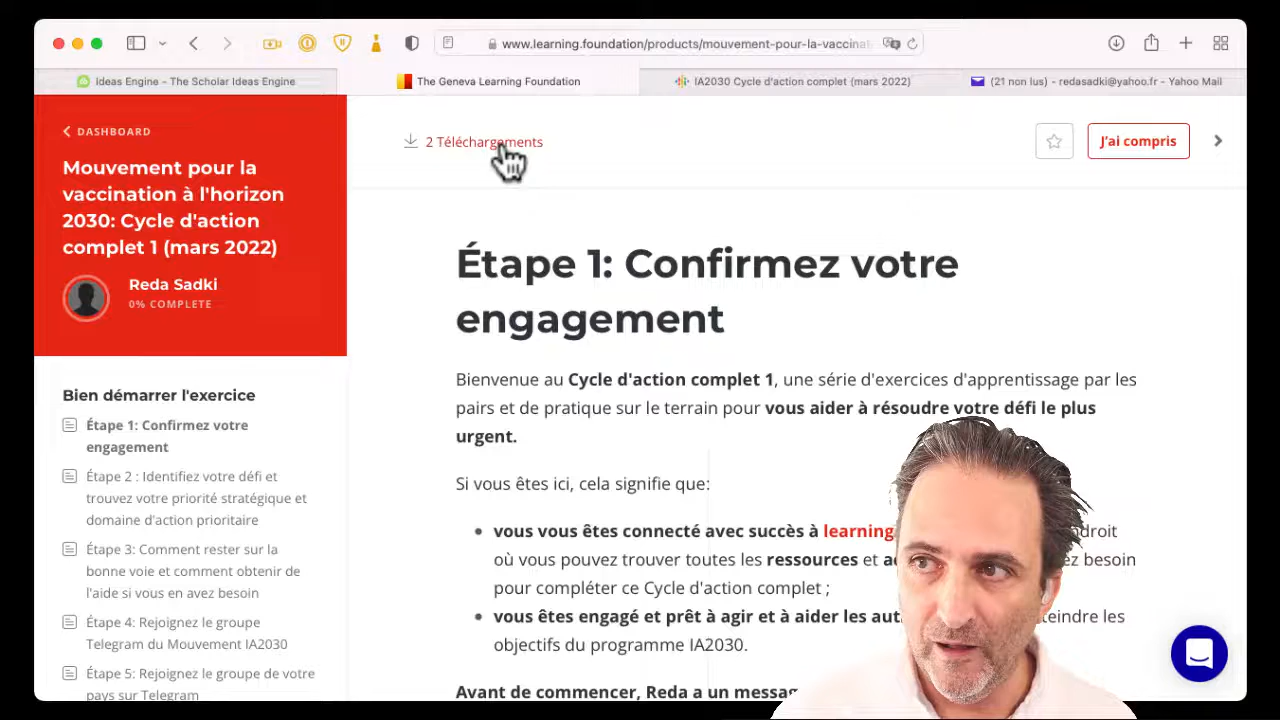 www.learning.foundation/products/mouvement-pour-la-vaccinat
Ideas Engine – The Scholar Ideas Engine
The Geneva Learning Foundation
IA2030 Cycle d'action complet (mars 2022)
(21 non lus) - redasadki@yahoo.fr - Yahoo Mail
DASHBOARD
Mouvement pour la
vaccination à l'horizon
2030: Cycle d'action
complet 1 (mars 2022)
Reda Sadki
0% COMPLETE
Bien démarrer l'exercice
Étape 1: Confirmez votre
engagement
Étape 2 : Identifiez votre défi et
trouvez votre priorité stratégique et
domaine d'action prioritaire
Étape 3: Comment rester sur la
bonne voie et comment obtenir de
l'aide si vous en avez besoin
Étape 4: Rejoignez le groupe
Telegram du Mouvement IA2030
Étape 5: Rejoignez le groupe de votre
pays sur Telegram
2 Téléchargements
J'ai compris
Étape 1: Confirmez votre
engagement
Bienvenue au Cycle d'action complet 1, une série d'exercices d'apprentissage par les
pairs et de pratique sur le terrain pour vous aider à résoudre votre défi le plus
urgent.
Si vous êtes ici, cela signifie que:
vous vous êtes connecté avec succès à learning
où vous pouvez trouver toutes les ressources et besoin
pour compléter ce Cycle d'action complet ;
vous êtes engagé et prêt à agir et à aider les les
objectifs du programme IA2030.
Avant de commencer, Reda a un